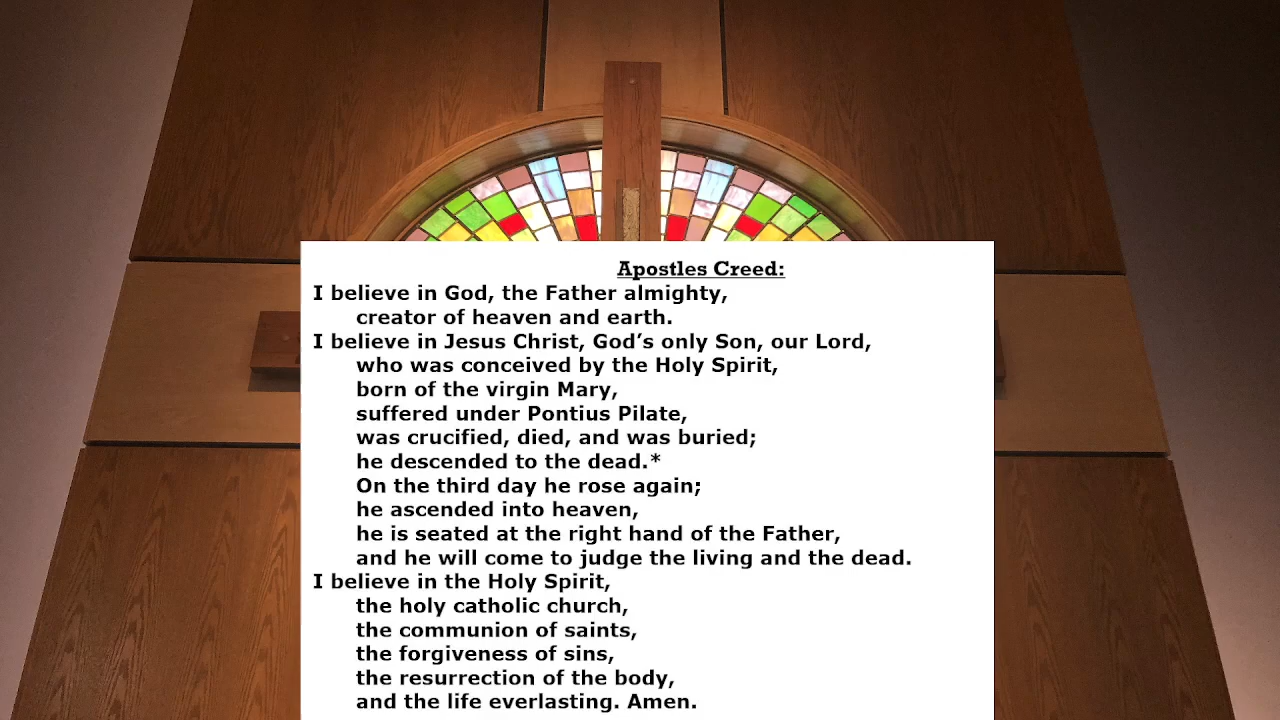 Apostles Creed:
I believe in God, the Father almighty,
creator of heaven and earth.
I believe in Jesus Christ, God’s only Son, our Lord,
who was conceived by the Holy Spirit,
born of the virgin Mary,
suffered under Pontius Pilate,
was crucified, died, and was buried;
he descended to the dead.*
On the third day he rose again;
he ascended into heaven,
he is seated at the right hand of the Father,
and he will come to judge the living and the dead.
I believe in the Holy Spirit,
the holy catholic church,
the communion of saints,
the forgiveness of sins,
the resurrection of the body,
and the life everlasting. Amen.